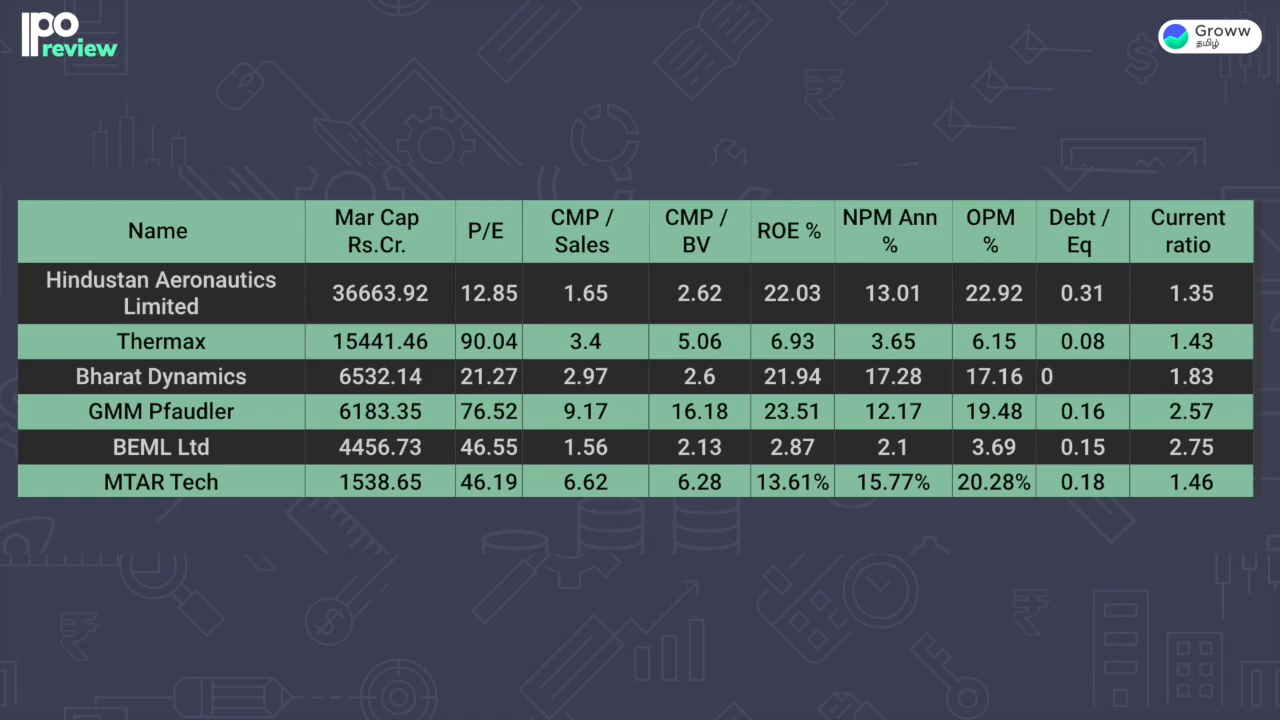 IPO
review
Groww
தமிழ்
Name Mar Cap Rs.Cr. P/E CMP / Sales CMP / BV ROE % NPM Ann % OPM % Debt / Eq Current ratio
Hindustan Aeronautics Limited 36663.92 12.85 1.65 2.62 22.03 13.01 22.92 0.31 1.35
Thermax 15441.46 90.04 3.4 5.06 6.93 3.65 6.15 0.08 1.43
Bharat Dynamics 6532.14 21.27 2.97 2.6 21.94 17.28 17.16 0 1.83
GMM Pfaudler 6183.35 76.52 9.17 16.18 23.51 12.17 19.48 0.16 2.57
BEML Ltd 4456.73 46.55 1.56 2.13 2.87 2.1 3.69 0.15 2.75
MTAR Tech 1538.65 46.19 6.62 6.28 13.61% 15.77% 20.28% 0.18 1.46